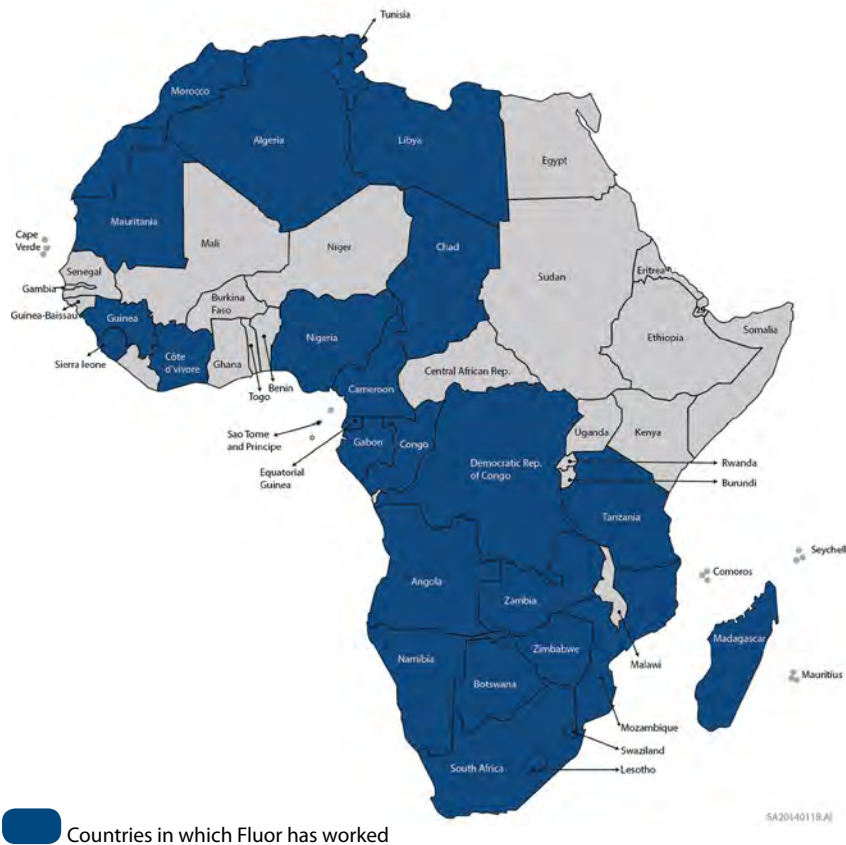 Tunisia
Morocco
Algeria
Libya
Egypt
Mauritania
Cape
Verde
Mali
Niger
Chad
Sudan
Eritrea
Senegal
Gambia
Guinea-Baissau
Guinea
Burkina
Faso
Nigeria
Ethiopia
Somalia
Sierra leone
Côte
d'vivore
Ghana
Togo
Benin
Central African Rep.
Cameroon
Sao Tome
and Principe
Equatorial
Guinea
Gabon
Congo
Democratic Rep.
of Congo
Uganda
Kenya
Rwanda
Burundi
Tanzania
Seychell
Comoros
Angola
Zambia
Malawi
Madagascar
Mauritius
Namibia
Zimbabwe
Botswana
Mozambique
Swaziland
South Africa
Lesotho
SA20140118.AI
Countries in which Fluor has worked